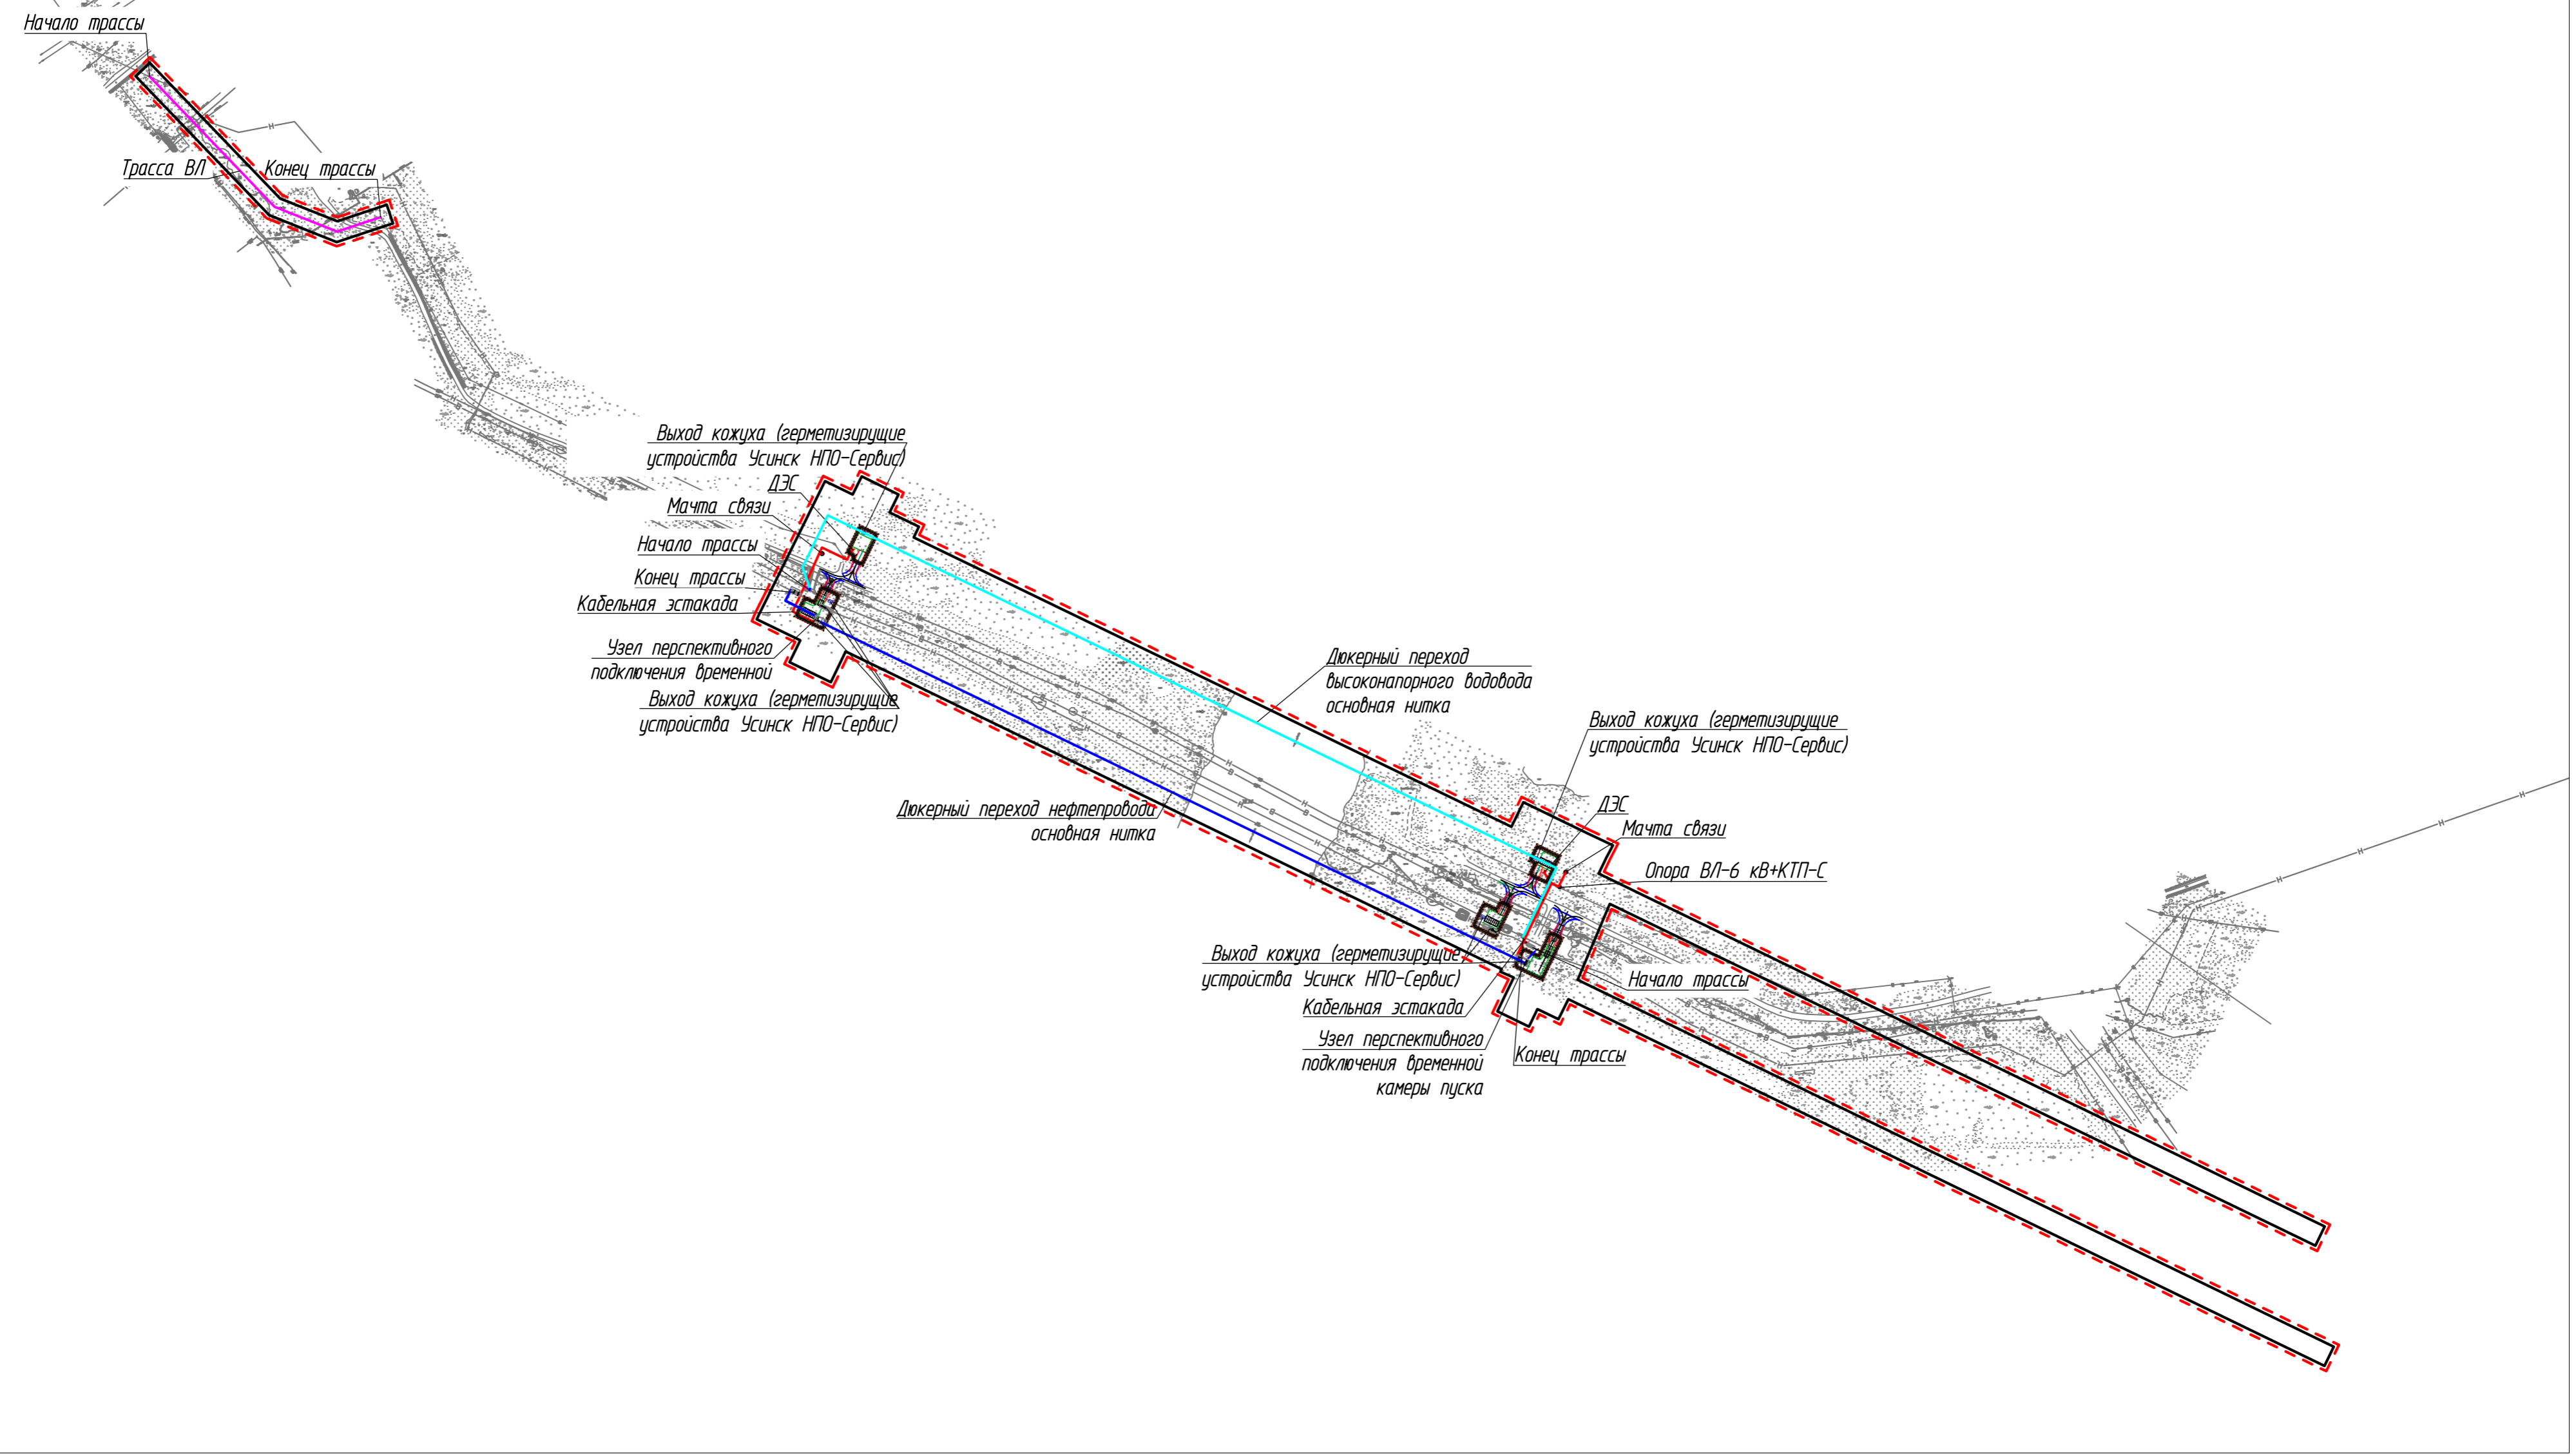 Начало трассы
Трасса ВЛ
Конец трассы
Выход кожуха (герметизирущие
устройства Усинск НПО-Сервис)
ДЭС
Мачта связи
Начало трассы
Конец трассы
Кабельная эстакада
Узел перспективного
подключения временной
Выход кожуха (герметизирущие
устройства Усинск НПО-Сервис)
Дюкерный переход
высоконапорного водовода
основная нитка
Дюкерный переход нефтепровода
основная нитка
Выход кожуха (герметизирущие
устройства Усинск НПО-Сервис)
ДЭС
Мачта связи
Опора ВЛ-6 кВ+КТП-С
Выход кожуха (герметизирущие
устройства Усинск НПО-Сервис)
Начало трассы
Кабельная эстакада
Узел перспективного
подключения временной
камеры пуска
Конец трассы